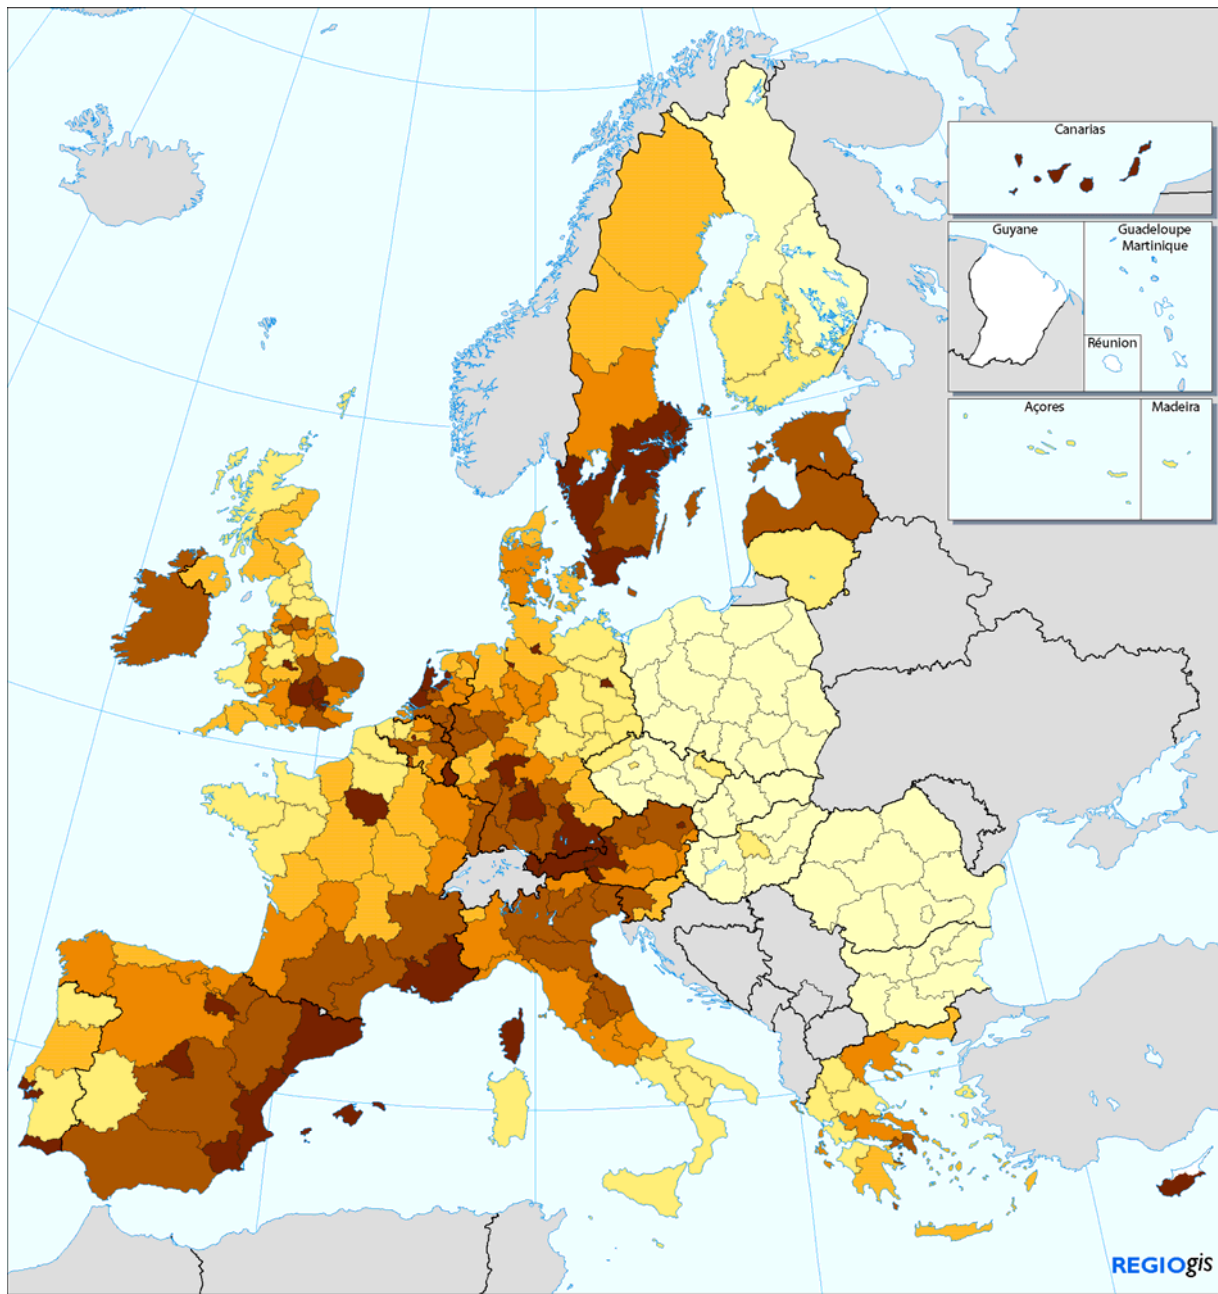 Canarias
Guyane
Guadeloupe
Martinique
Réunion
Açores
Madeira
REGIOgis